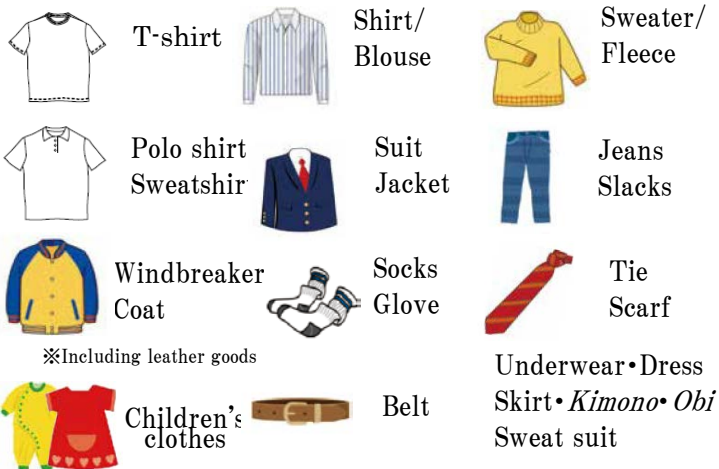 T-shirt
Shirt/
Blouse
Sweater/
Fleece
Polo shirt
Sweatshir
Suit
Jacket
Jeans
Slacks
Windbreaker
Coat
Socks
Glove
Tie
Scarf
※Including leather goods
Children's
clothes
Belt
Underwear・Dress
Skirt・Kimono・Obi
Sweat suit